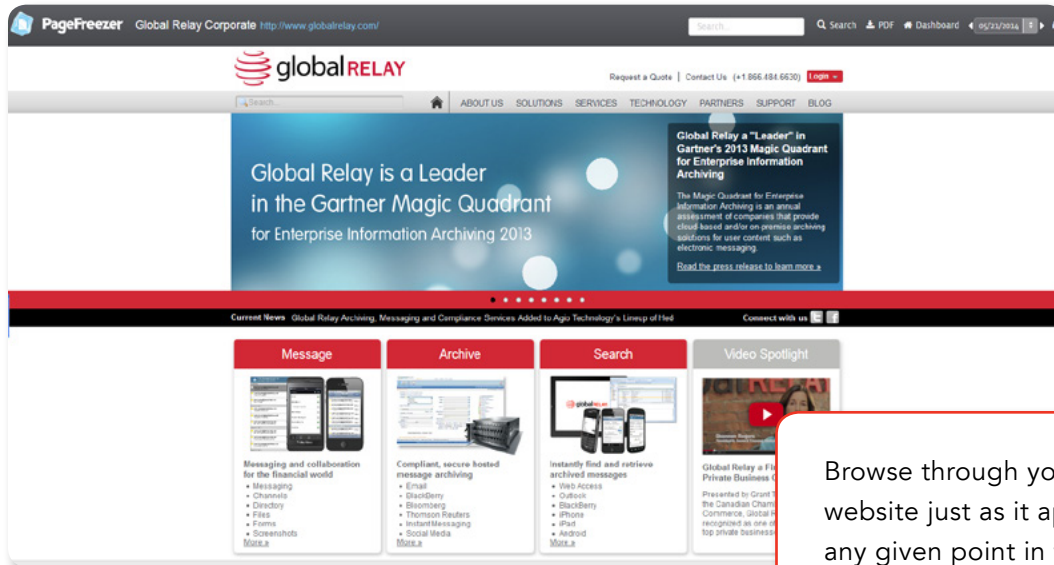 PageFreezer Global Relay Corporate http://www.globalrelay.com/ Search... Search PDF Dashboard 05/21/2014
globalRELAY
Request a Quote | Contact Us (+1.866.484.6630) Login
Search...
ABOUT US SOLUTIONS SERVICES TECHNOLOGY PARTNERS SUPPORT BLOG
Global Relay is a Leader
in the Gartner Magic Quadrant
for Enterprise Information Archiving 2013
Global Relay a "Leader" in
Gartner's 2013 Magic Quadrant
for Enterprise Information
Archiving
The Magic Quadrant for Enterprise
Information Archiving is an annual
assessment of companies that provide
cloud-based and/or on-premise archiving
solutions for user content such as
electronic messaging.
Read the press release to learn more »
Current News Global Relay Archiving, Messaging and Compliance Services Added to Agio Technology's Lineup of Hed
Connect with us
Message
Messaging and collaboration
for the financial world
• Messaging
• Channels
• Directory
• Files
• Forms
• Screenshots
More »
Archive
Compliant, secure hosted
message archiving
• Email
• BlackBerry
• Bloomberg
• Thomson Reuters
• Instant Messaging
• Social Media
More »
Search
globalRELAY
Instantly find and retrieve
archived messages
• Web Access
• Outlook
• BlackBerry
• iPhone
• iPad
• Android
More »
Video Spotlight
Global Relay a
Private Business
Presented by Grant
the Canadian Cham
Commerce, Global
recognized as one of
top private business
Browse through yo
website just as it a
any given point in